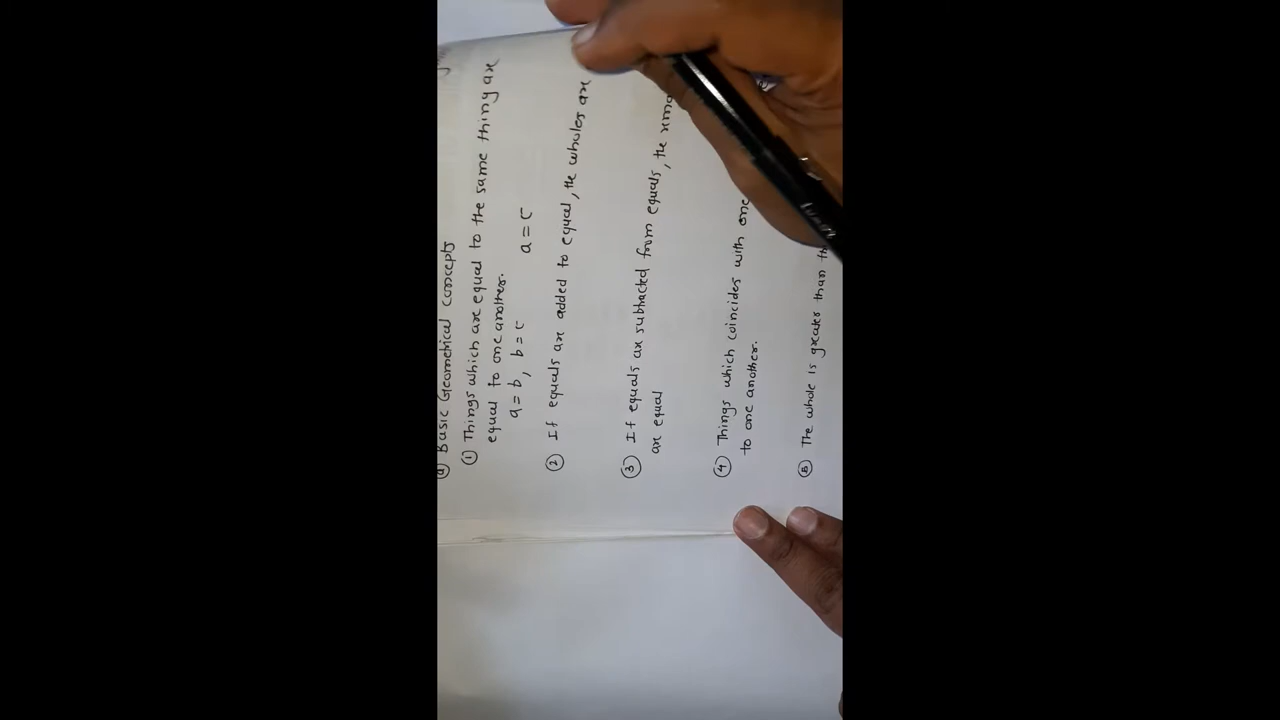 ④ Basic Geometrical concepts
① Things which are equal to the same thing are
equal to one another.
a = b, b = c a = c
② If equals are added to equal, the wholes are
③ If equals are subtracted from equals, the
are equal
④ Things which coincides with one
to one another.
⑤ The whole is greater than